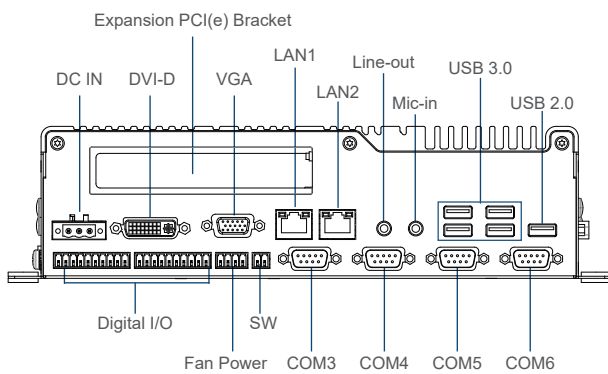 Expansion PCI(e) Bracket
LAN1
Line-out
USB 3.0
DC IN
DVI-D
VGA
LAN2
Mic-in
USB 2.0
Digital I/O
SW
Fan Power
COM3
COM4
COM5
COM6